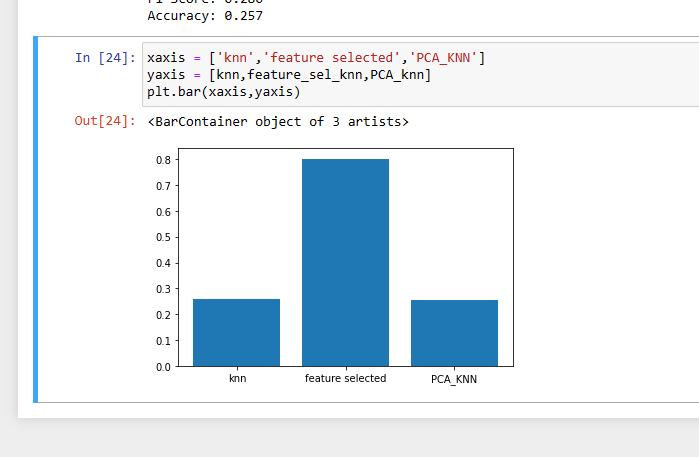 F1 Score: 0.260
Accuracy: 0.257
In [24]: xaxis = ['knn','feature selected','PCA_KNN']
yaxis = [knn,feature_sel_knn,PCA_knn]
plt.bar(xaxis,yaxis)
Out[24]: <BarContainer object of 3 artists>
0.8
0.7
0.6
0.5
0.4
0.3
0.2
0.1
0.0
knn feature selected PCA_KNN